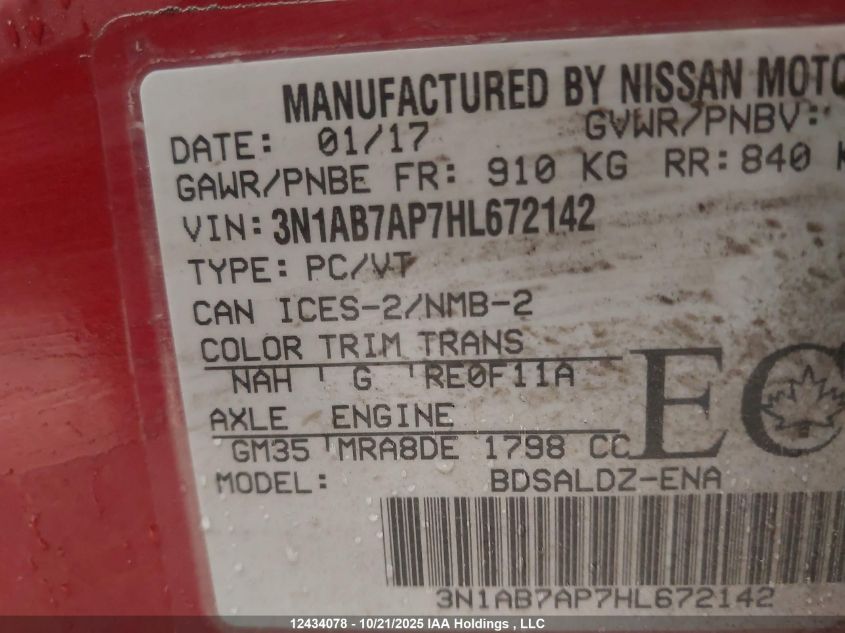 MANUFACTURED BY NISSAN MOTO
DATE: 01/17 GVWR/PNBV:
GAWR/PNBE FR: 910 KG RR:840 K
VIN:3N1AB7AP7HL672142
TYPE: PC/VT
CAN ICES-2/NMB-2
COLOR TRIM TRANS
NAH G RE0F11A
AXLE ENGINE
GM35 MRA8DE 1798 CC
EC
MODEL: BDSALDZ-ENA
3N1AB7AP7HL672142
12434078 - 10/21/2025 IAA Holdings, LLC